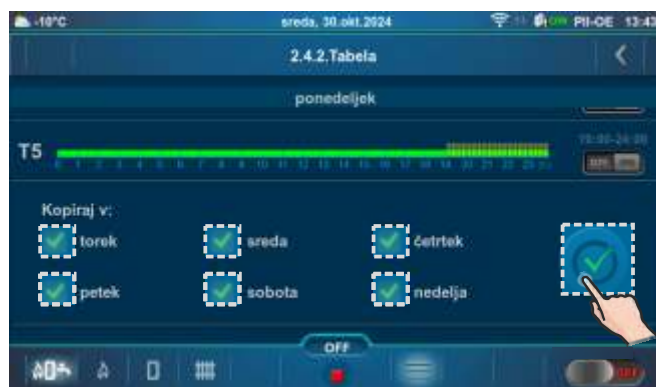 -10°C sreda, 30.okt.2024 PII-OE 13:43
2.4.2.Tabela
ponedeljek
T5
Kopiraj v:
torek sreda četrtek
petek sobota nedelja
OFF
OFF